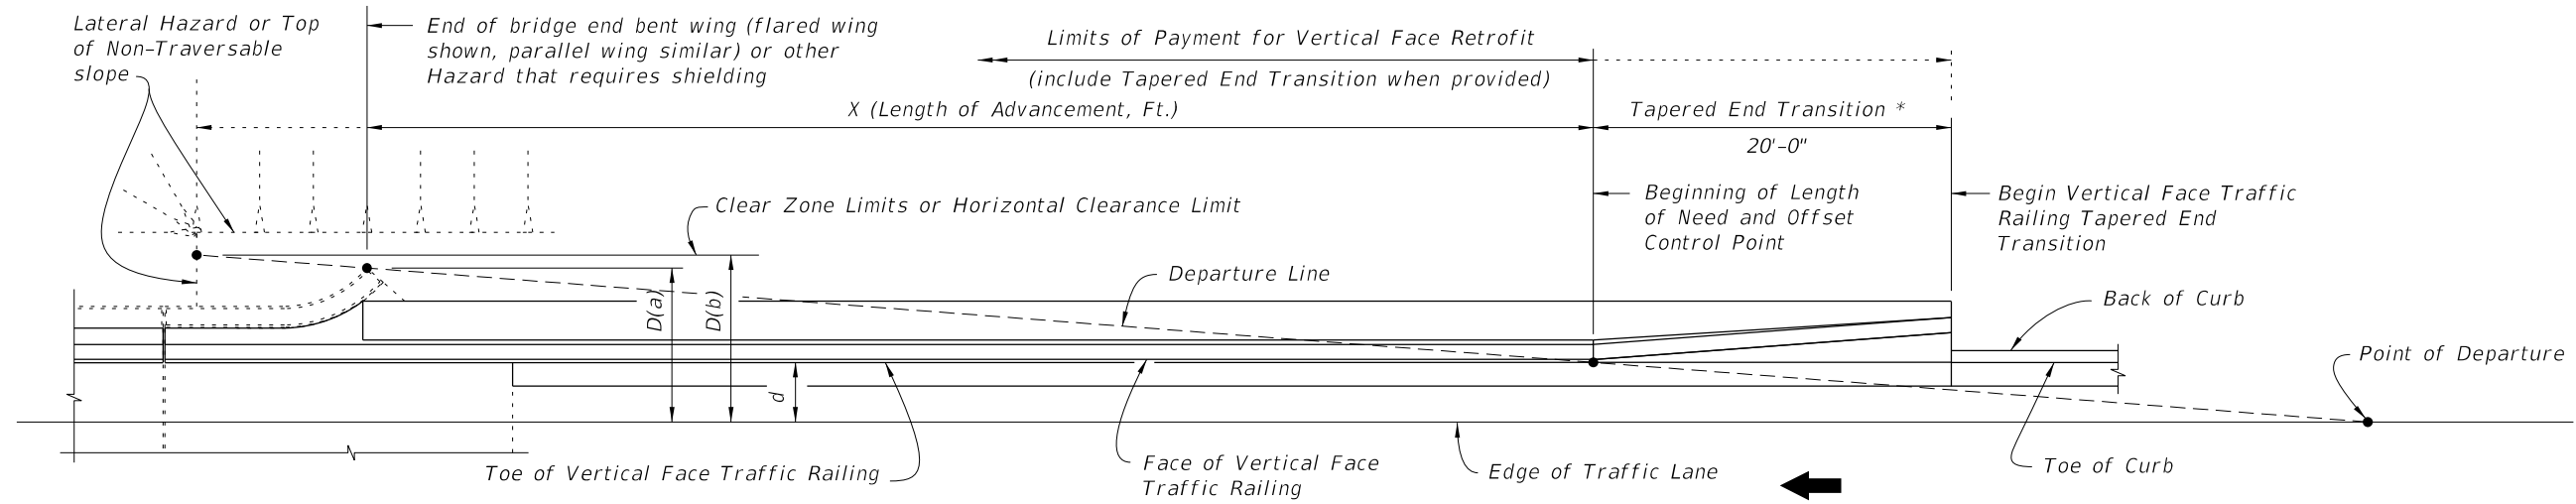 Lateral Hazard or Top
of Non-Traversable
slope
End of bridge end bent wing (flared wing
shown, parallel wing similar) or other
Hazard that requires shielding
Limits of Payment for Vertical Face Retrofit
(include Tapered End Transition when provided)
X (Length of Advancement, Ft.)
Tapered End Transition *
20'-0"
Clear Zone Limits or Horizontal Clearance Limit
Beginning of Length
of Need and Offset
Control Point
Begin Vertical Face Traffic
Railing Tapered End
Transition
Departure Line
Back of Curb
D(a)
D(b)
d
Point of Departure
Toe of Vertical Face Traffic Railing
Face of Vertical Face
Traffic Railing
Edge of Traffic Lane
Toe of Curb